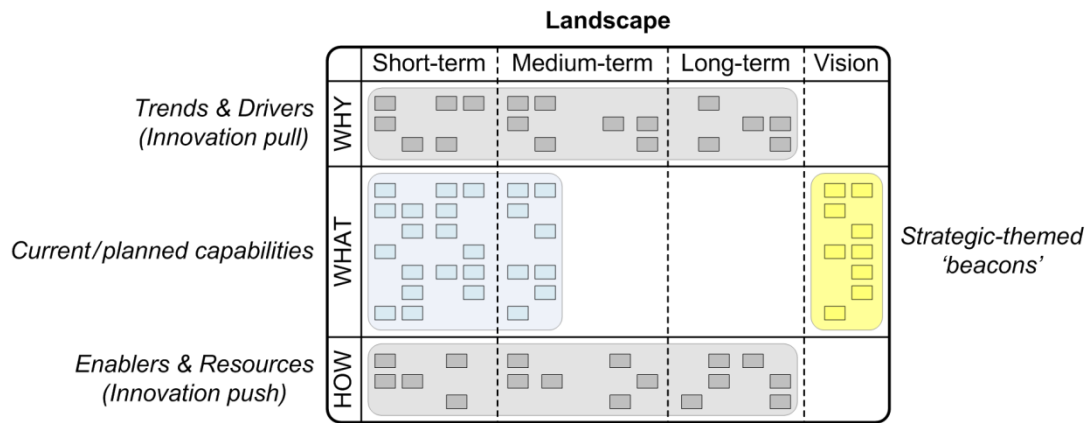 Landscape
Short-term Medium-term Long-term Vision
Trends & Drivers
(Innovation pull)
WHY
Current/planned capabilities
WHAT
Strategic-themed
‘beacons’
Enablers & Resources
(Innovation push)
HOW